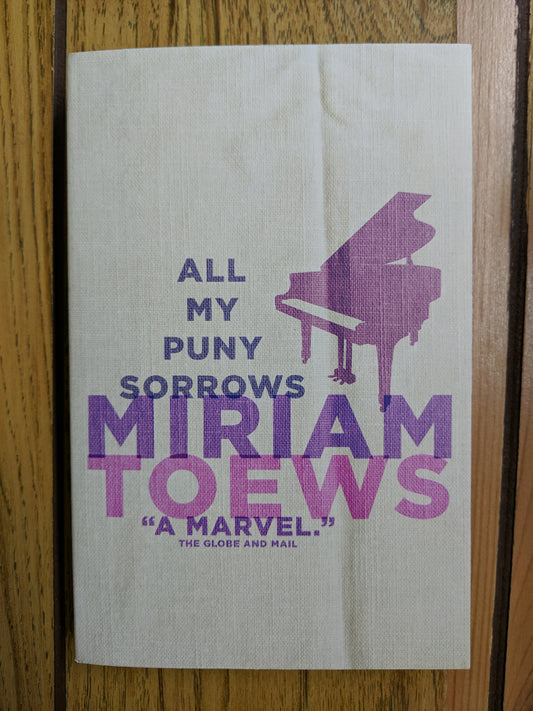 ALL
MY
PUNY
SORROWS
MIRIAM
TOEWS
“A MARVEL.”
THE GLOBE AND MAIL